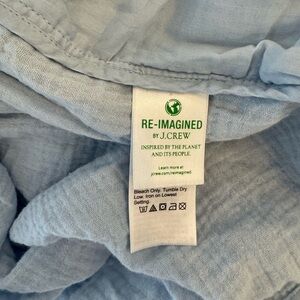 RE-IMAGINED
BY J.CREW
INSPIRED BY THE PLANET
AND ITS PEOPLE.
Learn more at
jcrew.com/reimagined
Bleach Only. Tumble Dry
Low. Iron on Lowest
Setting.